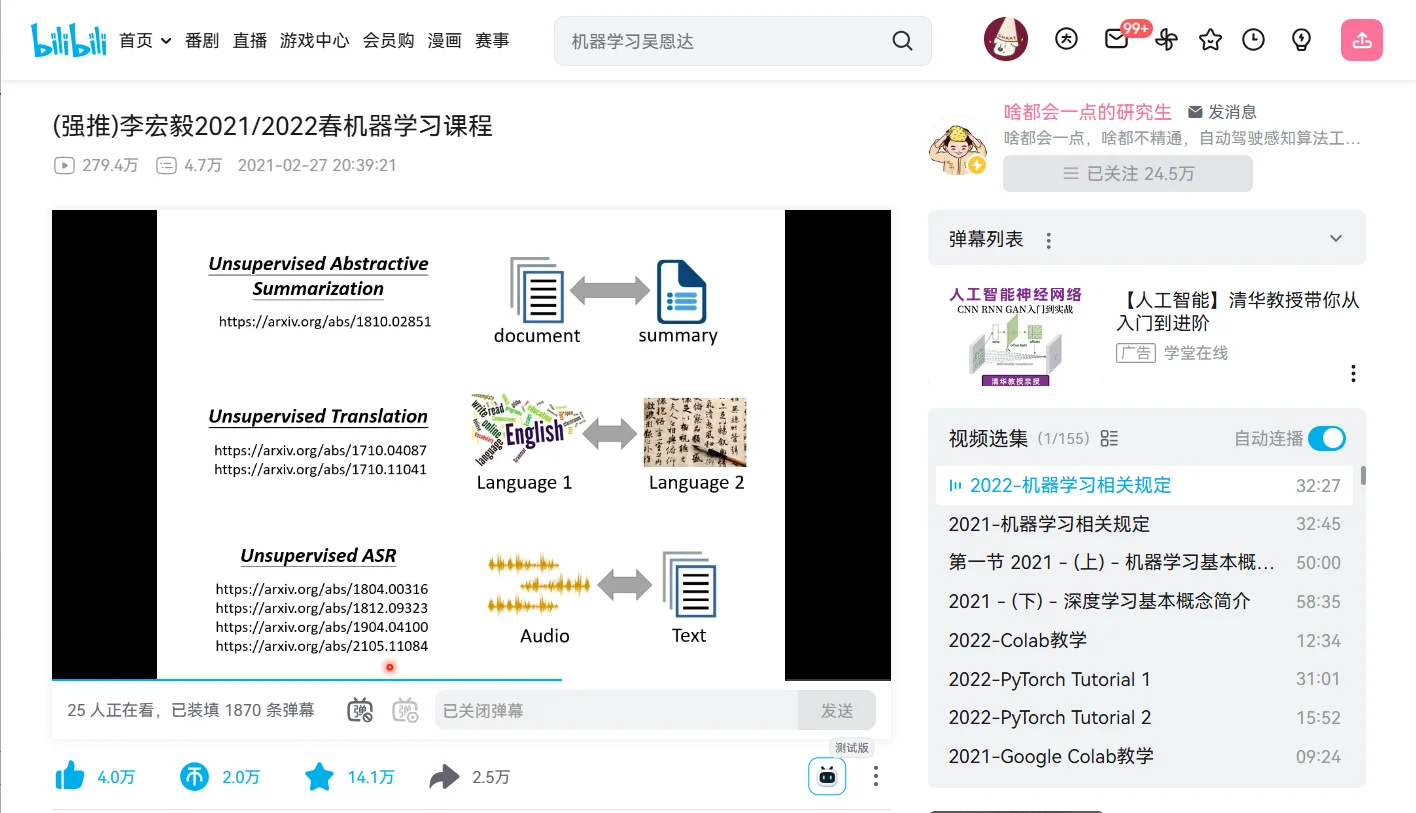 bilibili
首页 番剧 直播 游戏中心 会员购 漫画 赛事
机器学习吴恩达
99+
(强推)李宏毅2021/2022春机器学习课程
279.4万 4.7万 2021-02-27 20:39:21
Unsupervised Abstractive
Summarization
https://arxiv.org/abs/1810.02851
document
summary
Unsupervised Translation
https://arxiv.org/abs/1710.04087
https://arxiv.org/abs/1710.11041
English
Language 1
Language 2
Unsupervised ASR
https://arxiv.org/abs/1804.00316
https://arxiv.org/abs/1812.09323
https://arxiv.org/abs/1904.04100
https://arxiv.org/abs/2105.11084
Audio
Text
25 人正在看，已装填 1870 条弹幕
弹
弹
已关闭弹幕
发送
测试版
4.0万 2.0万 14.1万 2.5万
啥都会一点的研究生 发消息
啥都会一点，啥都不精通，自动驾驶感知算法工...
已关注 24.5万
弹幕列表
人工智能神经网络
CNN RNN GAN入门到实战
清华教授亲授
【人工智能】清华教授带你从
入门到进阶
广告 学堂在线
视频选集 (1/155) 自动连播
2022-机器学习相关规定 32:27
2021-机器学习相关规定 32:45
第一节 2021 - (上) - 机器学习基本概... 50:00
2021 - (下) - 深度学习基本概念简介 58:35
2022-Colab教学 12:34
2022-PyTorch Tutorial 1 31:01
2022-PyTorch Tutorial 2 15:52
2021-Google Colab教学 09:24